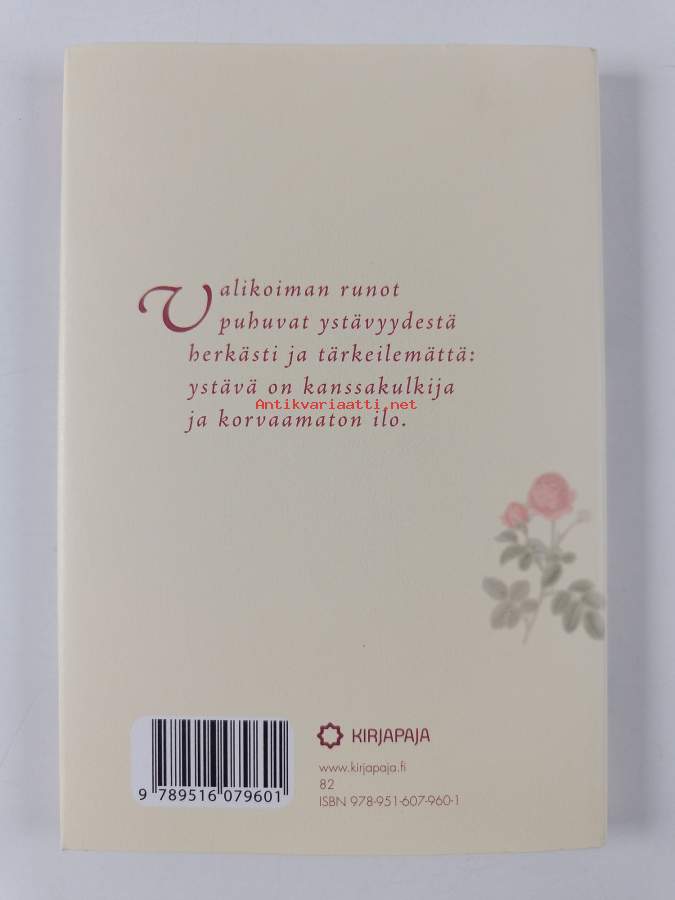 Valikoiman runot
puhuvat ystävyydestä
herkästi ja tärkeilemättä:
ystävä on kanssakulkija
Antikvariaatti.net
ja korvaamaton ilo.
KIRJAPAJA
www.kirjapaja.fi
82
ISBN 978-951-607-960-1
9 789516 079601